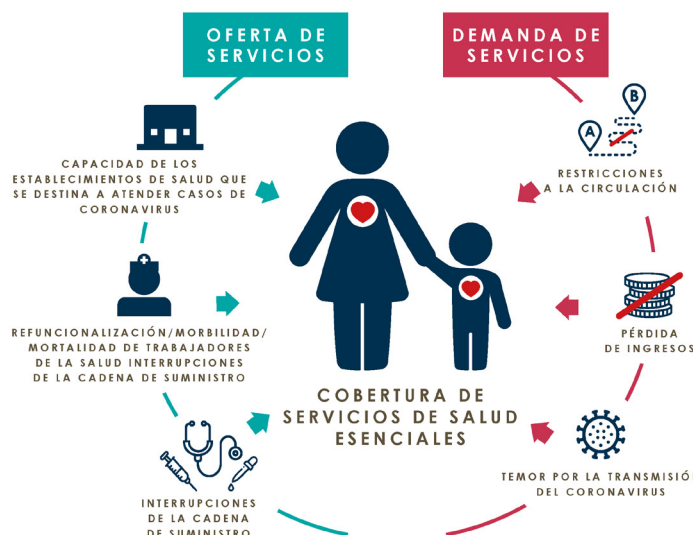 OFERTA DE
SERVICIOS
CAPACIDAD DE LOS
ESTABLECIMIENTOS DE SALUD QUE
SE DESTINA A ATENDER CASOS DE
CORONAVIRUS
REFUNCIONALIZACIÓN/MORBILIDAD/
MORTALIDAD DE TRABAJADORES
DE LA SALUD INTERRUPCIONES
DE LA CADENA DE SUMINISTRO
INTERRUPCIONES
DE LA CADENA
DE SUMINISTRO
COBERTURA DE
SERVICIOS DE SALUD
ESENCIALES
DEMANDA DE
SERVICIOS
B
A
RESTRICCIONES
A LA CIRCULACIÓN
PÉRDIDA
DE INGRESOS
TEMOR POR LA TRANSMISIÓN
DEL CORONAVIRUS